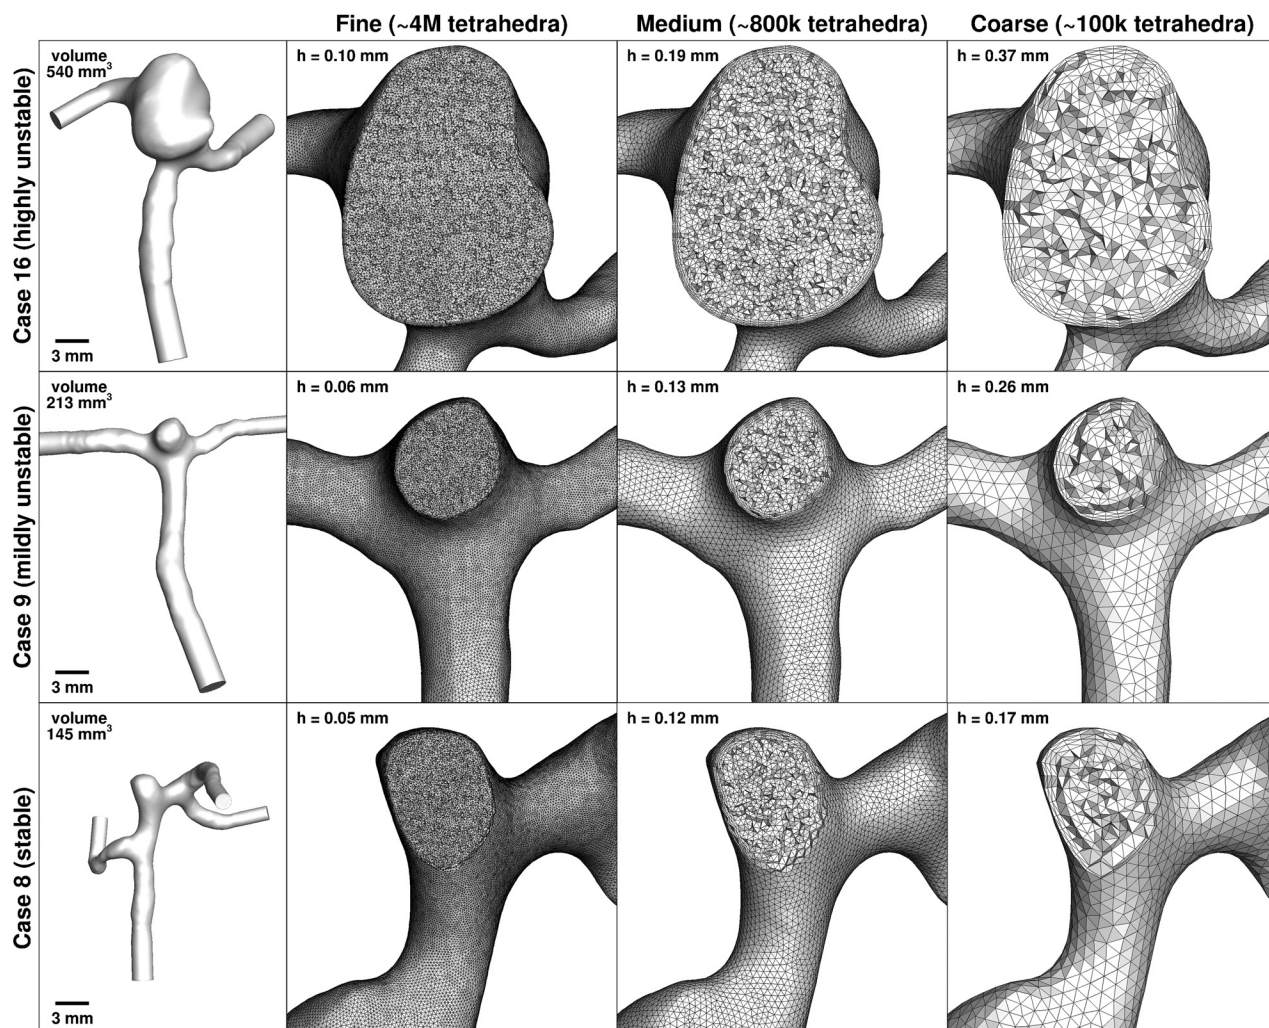 Fine (~4M tetrahedra)
Medium (~800k tetrahedra)
Coarse (~100k tetrahedra)
Case 16 (highly unstable)
volume
540 mm³
3 mm
h = 0.10 mm
h = 0.19 mm
h = 0.37 mm
Case 9 (mildly unstable)
volume
213 mm³
3 mm
h = 0.06 mm
h = 0.13 mm
h = 0.26 mm
Case 8 (stable)
volume
145 mm³
3 mm
h = 0.05 mm
h = 0.12 mm
h = 0.17 mm